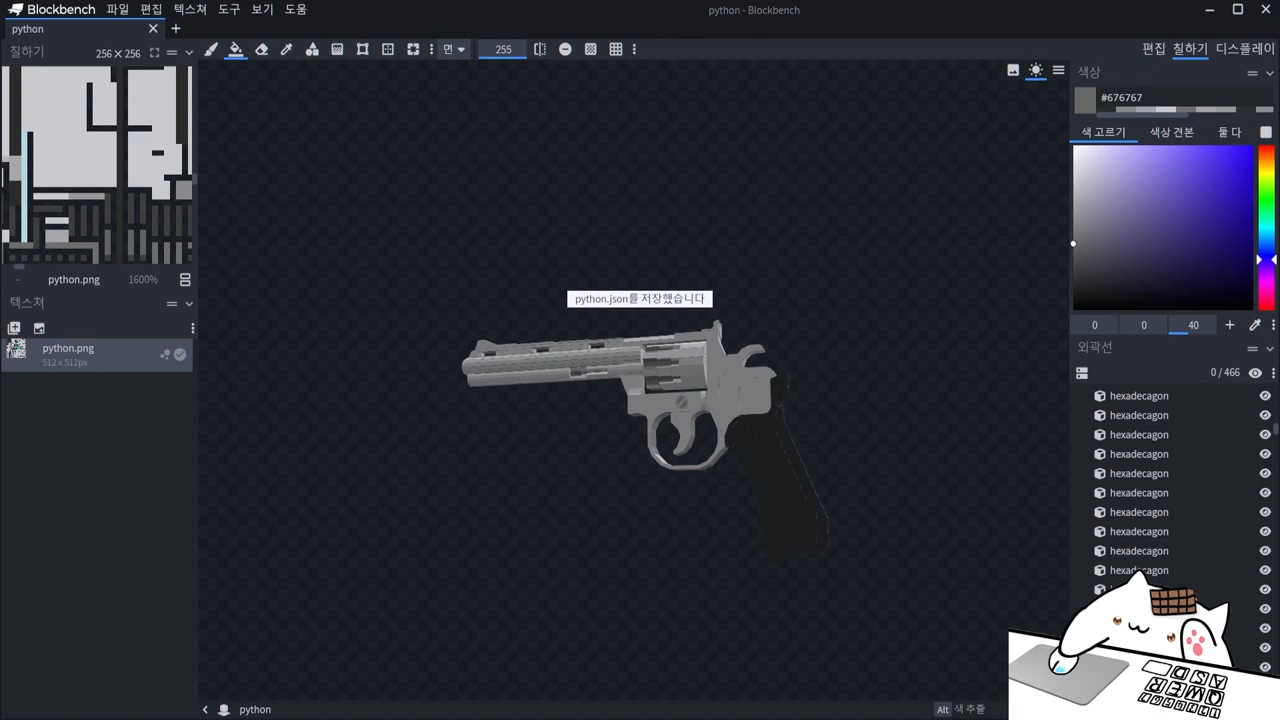 Blockbench 파일 편집 텍스쳐 도구 보기 도움
python - Blockbench
python
칠하기
256 × 256
면
255
편집 칠하기 디스플레이
python.png
1600%
텍스쳐
python.png
512 x 512px
python.json를 저장했습니다
색상
#676767
색 고르기 색상 견본 둘 다
0 0 40
외곽선
0 / 466
hexadecagon
hexadecagon
hexadecagon
hexadecagon
hexadecagon
hexadecagon
hexadecagon
hexadecagon
hexadecagon
hexadecagon
python
Alt 색 추출